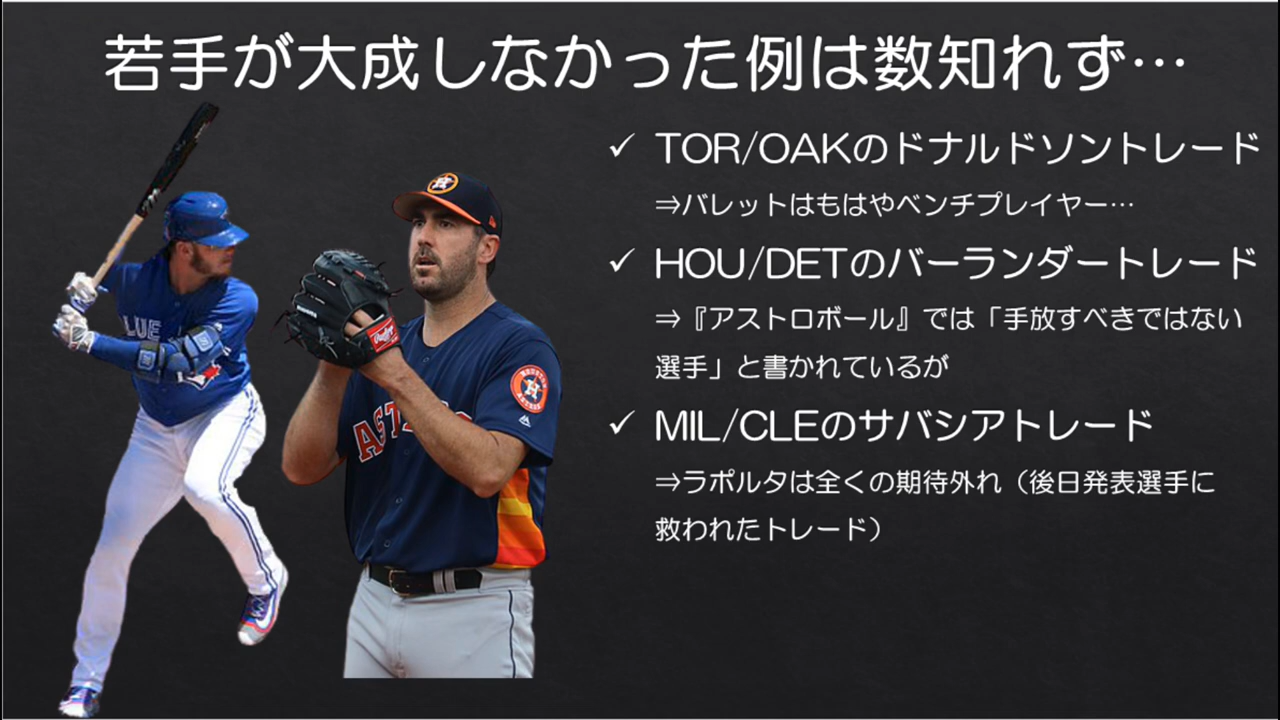 若手が大成しなかった例は数知れず…
✓ TOR/OAKのドナルドソントレード
⇒バレットはもはやベンチプレイヤー…
✓ HOU/DETのバーランダートレード
⇒『アストロボール』では「手放すべきではない
選手」と書かれているが
✓ MIL/CLEのサバシアトレード
⇒ラポルタは全くの期待外れ（後日発表選手に
救われたトレード）
LUE
Rawlings
HOUSTON
ASTROS
H
AST